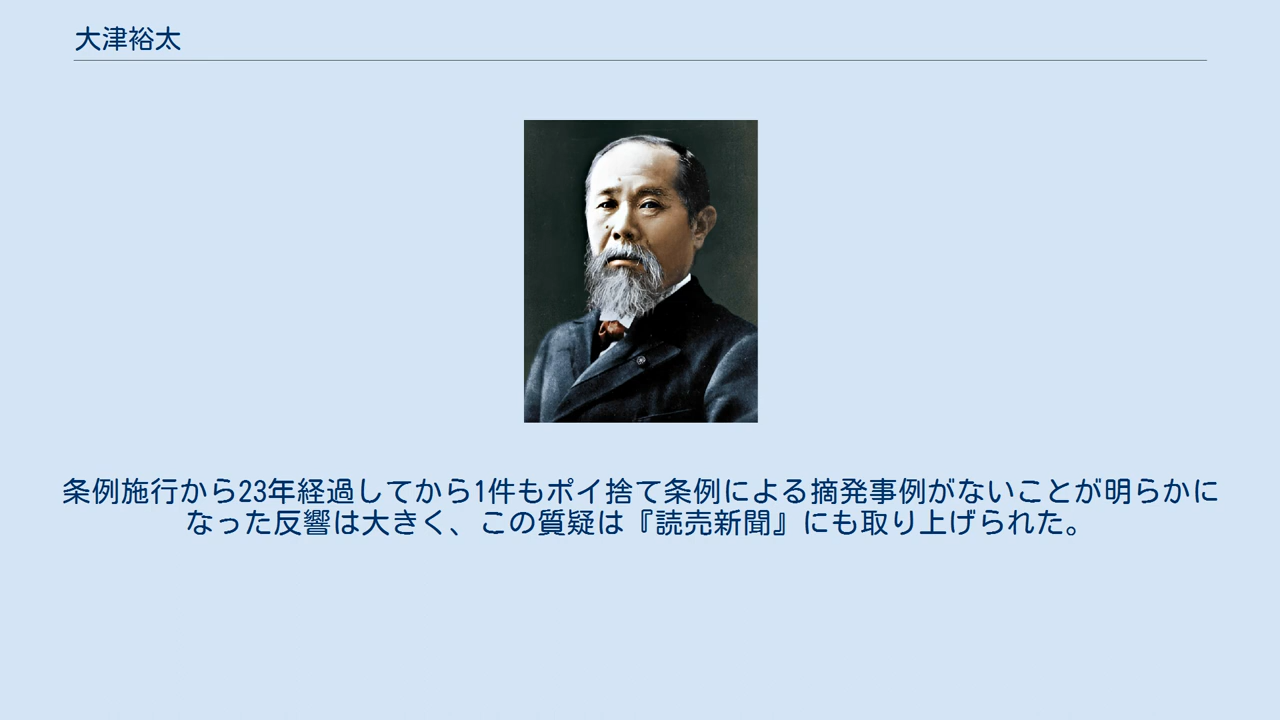 大津裕太
条例施行から23年経過してから1件もポイ捨て条例による摘発事例がないことが明らかに
なった反響は大きく、この質疑は『読売新聞』にも取り上げられた。